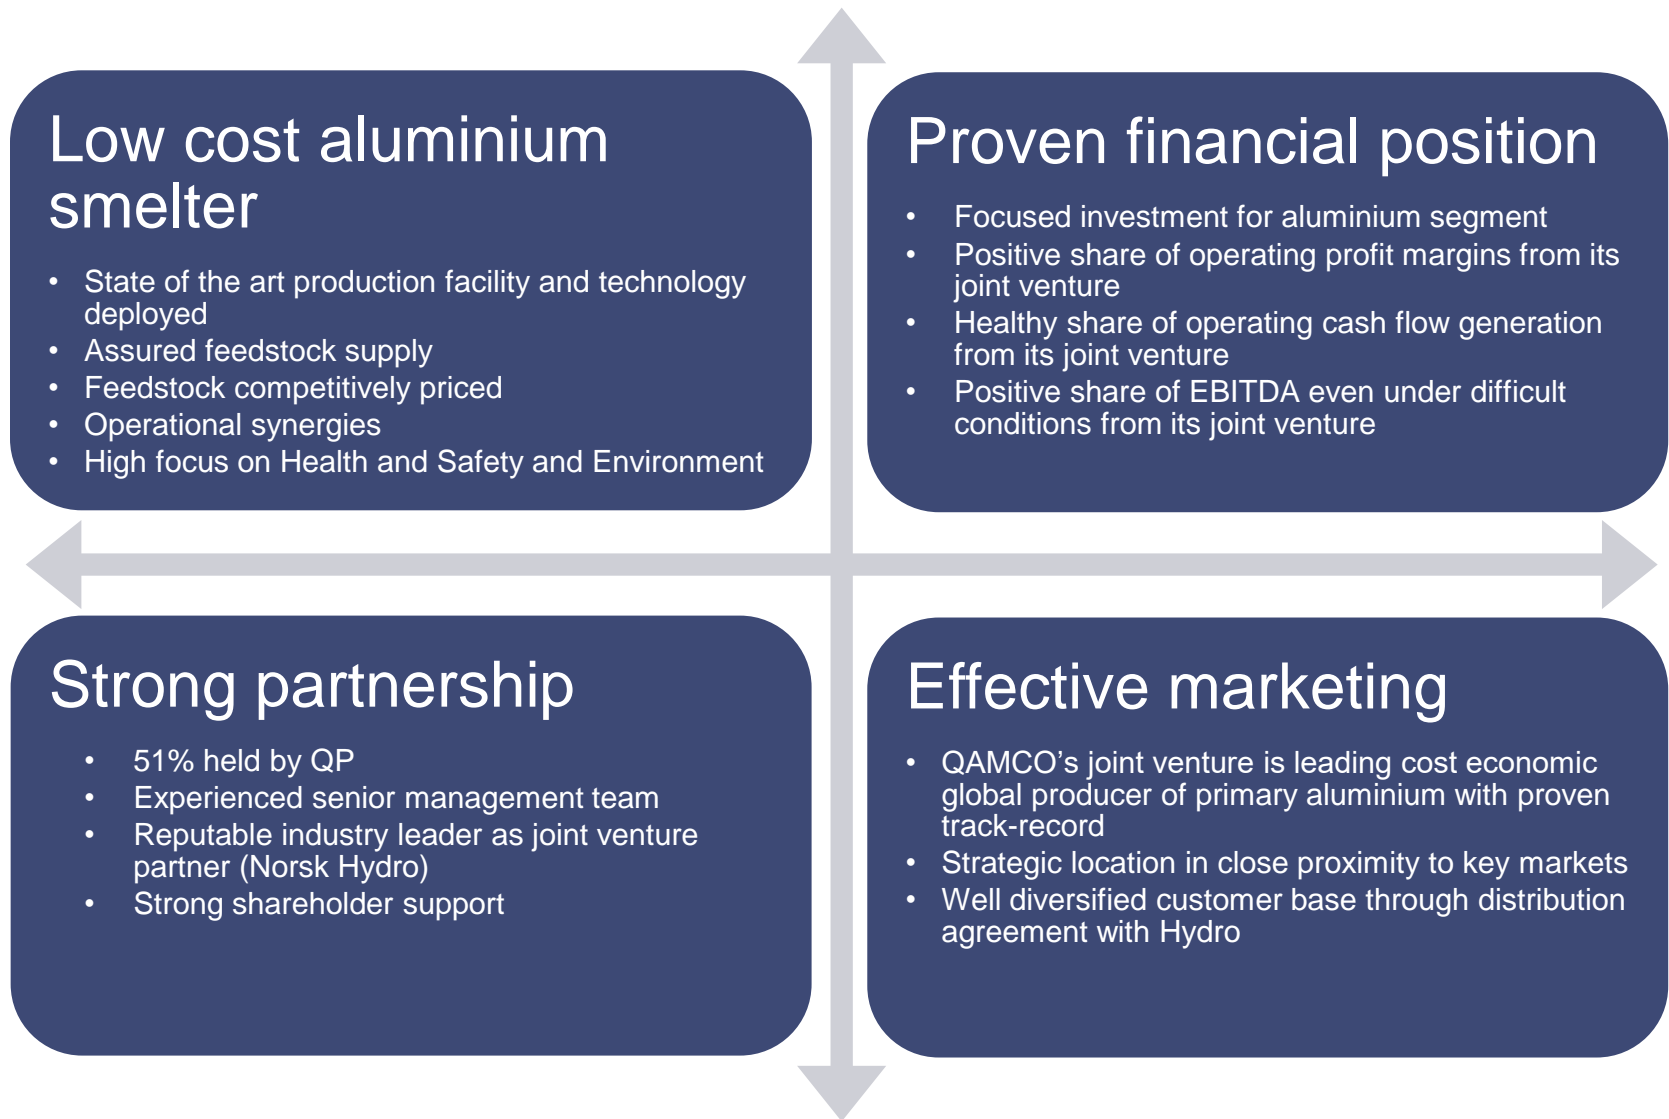 Low cost aluminium
smelter
• State of the art production facility and technology
deployed
• Assured feedstock supply
• Feedstock competitively priced
• Operational synergies
• High focus on Health and Safety and Environment
Proven financial position
• Focused investment for aluminium segment
• Positive share of operating profit margins from its
joint venture
• Healthy share of operating cash flow generation
from its joint venture
• Positive share of EBITDA even under difficult
conditions from its joint venture
Strong partnership
• 51% held by QP
• Experienced senior management team
• Reputable industry leader as joint venture
partner (Norsk Hydro)
• Strong shareholder support
Effective marketing
• QAMCO’s joint venture is leading cost economic
global producer of primary aluminium with proven
track-record
• Strategic location in close proximity to key markets
• Well diversified customer base through distribution
agreement with Hydro